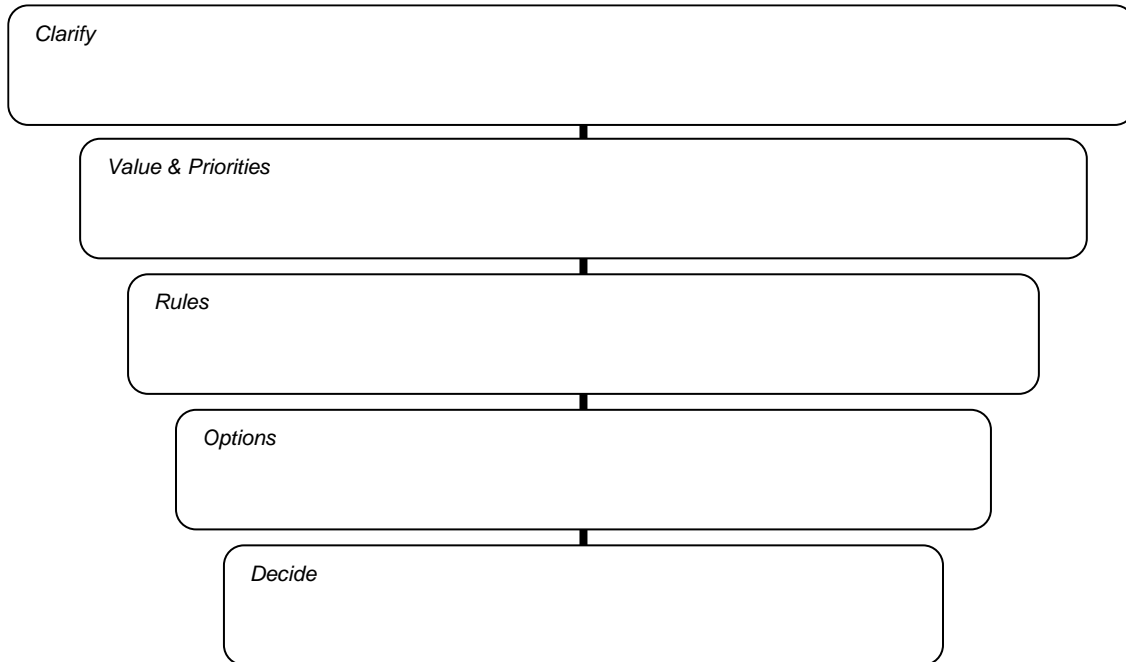 Clarify
Value & Priorities
Rules
Options
Decide